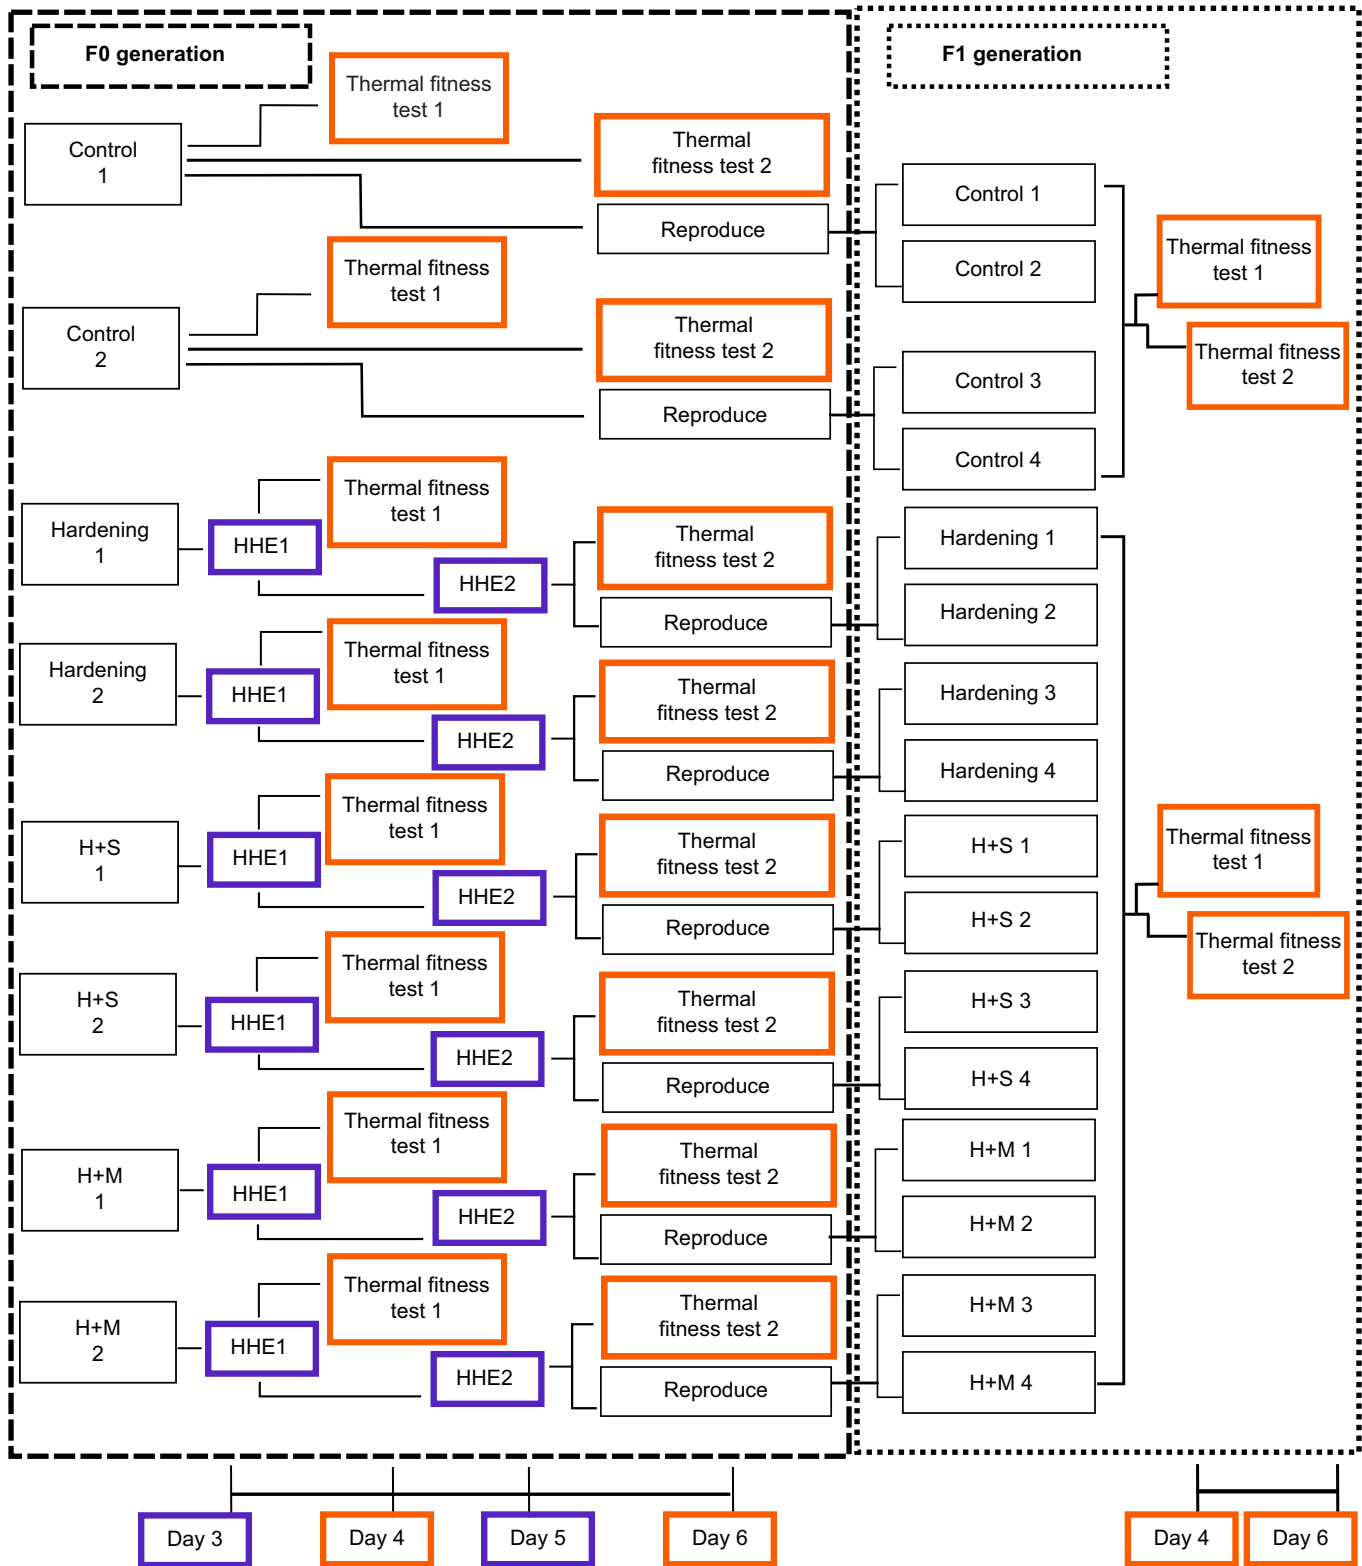 F0 generation
F1 generation
Thermal fitness
test 1
Control
1
Thermal
fitness test 2
Reproduce
Control 1
Control 2
Thermal fitness
test 1
Thermal fitness
test 2
Thermal fitness
test 1
Control
2
Thermal
fitness test 2
Reproduce
Control 3
Control 4
Thermal fitness
test 1
Hardening
1
HHE1
HHE2
Thermal
fitness test 2
Reproduce
Hardening 1
Hardening 2
Thermal fitness
test 1
Hardening
2
HHE1
HHE2
Thermal
fitness test 2
Reproduce
Hardening 3
Hardening 4
Thermal fitness
test 1
H+S
1
HHE1
HHE2
Thermal
fitness test 2
Reproduce
H+S 1
H+S 2
Thermal fitness
test 1
Thermal fitness
test 2
Thermal fitness
test 1
H+S
2
HHE1
HHE2
Thermal
fitness test 2
Reproduce
H+S 3
H+S 4
Thermal fitness
test 1
H+M
1
HHE1
HHE2
Thermal
fitness test 2
Reproduce
H+M 1
H+M 2
Thermal fitness
test 1
H+M
2
HHE1
HHE2
Thermal
fitness test 2
Reproduce
H+M 3
H+M 4
Day 3
Day 4
Day 5
Day 6
Day 4
Day 6